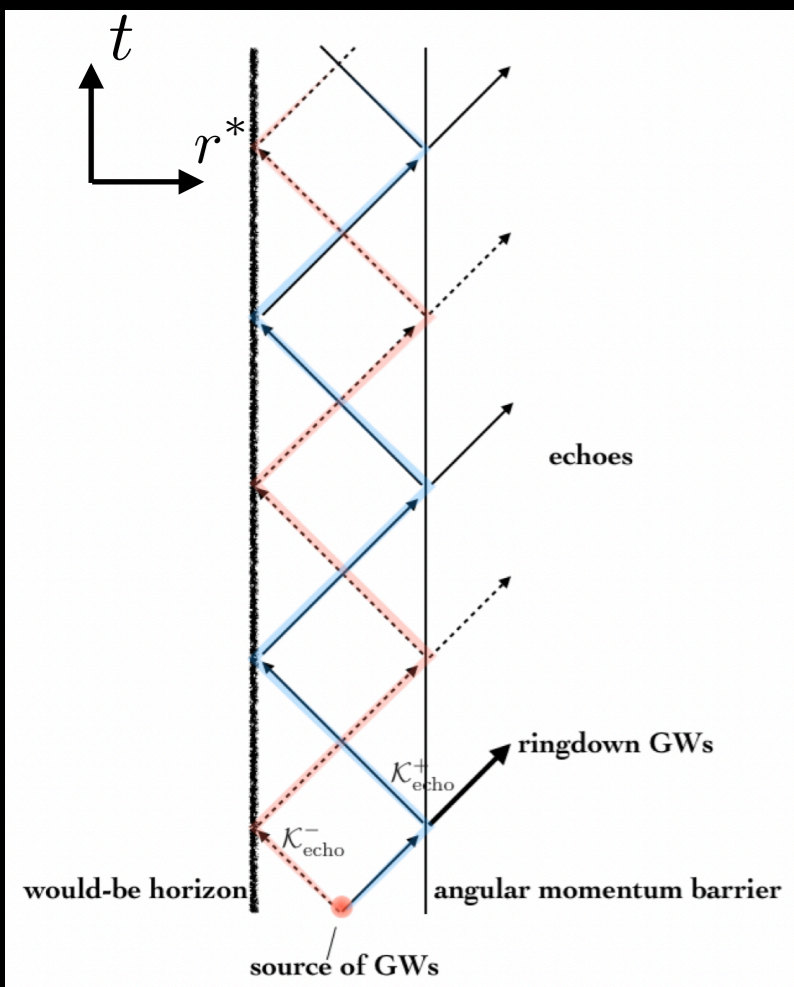 t
r*
echoes
ringdown GWs
𝒦⁺echo
𝒦⁻echo
would-be horizon
angular momentum barrier
source of GWs